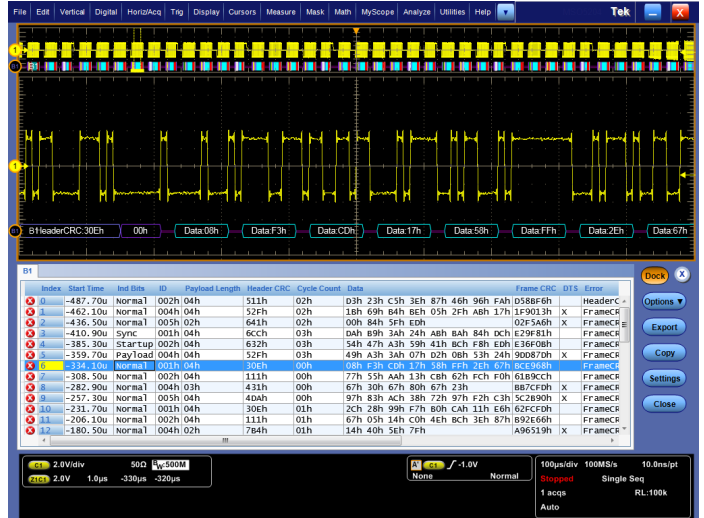 File Edit Vertical Digital Horiz/Acq Trig Display Cursors Measure Mask Math MyScope Analyze Utilities Help Tek X
1
B1 B1
1
B1 B1 HeaderCRC:30Eh 00h Data:08h Data:F3h Data:CDh Data:17h Data:58h Data:FFh Data:2Eh Data:67h
B1
Dock X
Index Start Time Ind Bits ID Payload Length Header CRC Cycle Count Data Frame CRC DTS Error
0 -487.70u Normal 002h 04h 511h 02h D3h 23h C5h 3Eh 87h 46h 96h FAh D58BF6h HeaderC
1 -462.10u Normal 004h 04h 52Fh 02h 1Bh 69h B4h BEh 05h 2Fh ABh 17h 1F9013h X FrameCR
2 -436.50u Normal 005h 02h 641h 02h 00h 84h 5Fh EDh 02F5A6h X FrameCR
3 -410.90u Sync 001h 04h 6CCh 03h DAh B9h 3Ah 24h ABh BAh 84h DCh E29F81h FrameCR
4 -385.30u Startup 002h 04h 632h 03h 54h 47h A3h 59h 41h BCh F8h EDh E36F0Bh FrameCR
5 -359.70u Payload 004h 04h 52Fh 03h 49h A3h 3Ah 07h D2h 0Bh 53h 24h 9DD87Dh X FrameCR
6 -334.10u Normal 001h 04h 30Eh 00h 08h F3h CDh 17h 58h FFh 2Eh 67h BCE968h FrameCR
7 -308.50u Normal 002h 04h 111h 00h 77h 55h AAh 13h CBh 62h FCh F0h 61B9CCh FrameCR
8 -282.90u Normal 004h 03h 431h 00h 67h 30h 67h 80h 67h 23h BB7CFDh X FrameCR
9 -257.30u Normal 005h 04h 4DAh 00h 97h 83h ACh 38h 72h 97h F2h C3h 5C2B90h X FrameCR
10 -231.70u Normal 001h 04h 30Eh 01h 2Ch 28h 99h F7h B0h CAh 11h E6h 62FCFDh FrameCR
11 -206.10u Normal 002h 04h 111h 01h 67h 05h 14h C0h 4Eh BCh 3Eh 87h B92E66h FrameCR
12 -180.50u Normal 004h 02h 7B4h 01h 14h 40h 5Eh 7Fh A96519h X FrameCR
Options ▼
Export
Copy
Settings
Close
C1 2.0V/div 50Ω BW:500M
Z1C1 2.0V 1.0µs -330µs -320µs
A' C1 -1.0V
None Normal
100µs/div 100MS/s 10.0ns/pt
Stopped Single Seq
1 acqs RL:100k
Auto